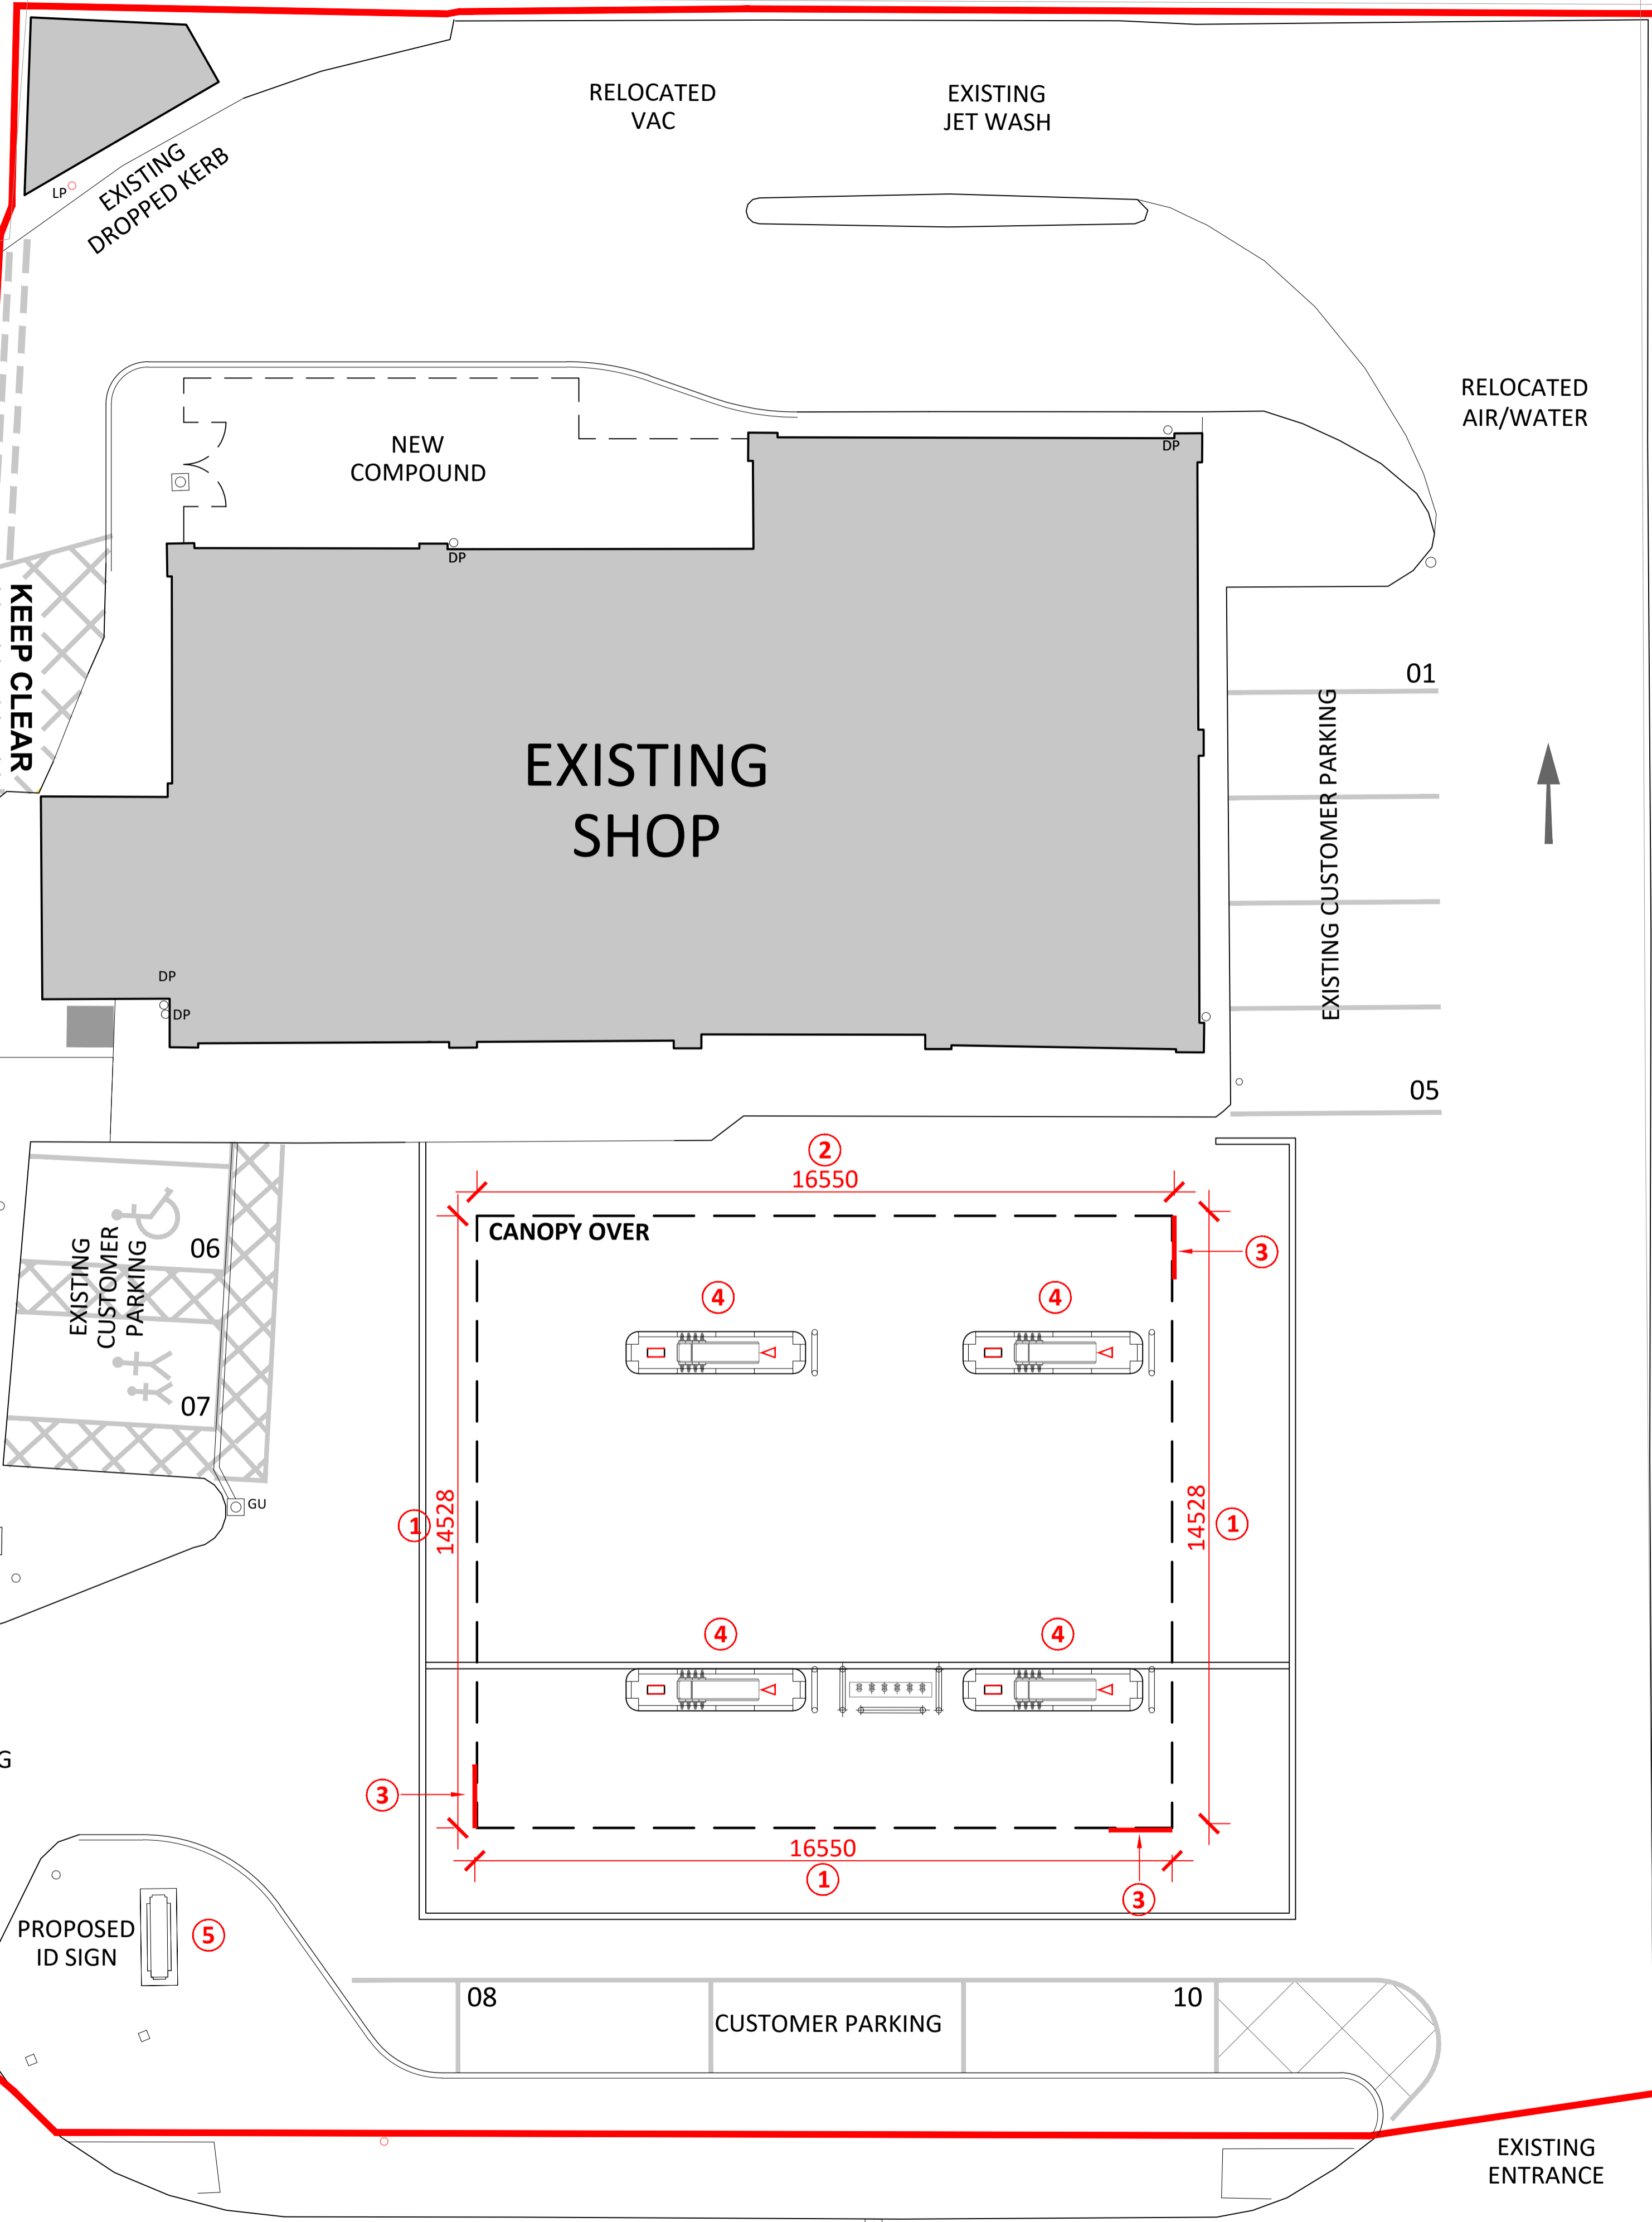 RELOCATED
VAC
EXISTING
JET WASH
EXISTING
DROPPED KERB
LP
RELOCATED
AIR/WATER
NEW
COMPOUND
DP
DP
KEEP CLEAR
01
EXISTING
SHOP
EXISTING CUSTOMER PARKING
DP
DP
05
2
16550
CANOPY OVER
3
06
EXISTING
CUSTOMER
PARKING
4
4
07
GU
1
14528
14528
1
4
4
G
3
16550
1
3
PROPOSED
ID SIGN
5
08
10
CUSTOMER PARKING
EXISTING
ENTRANCE